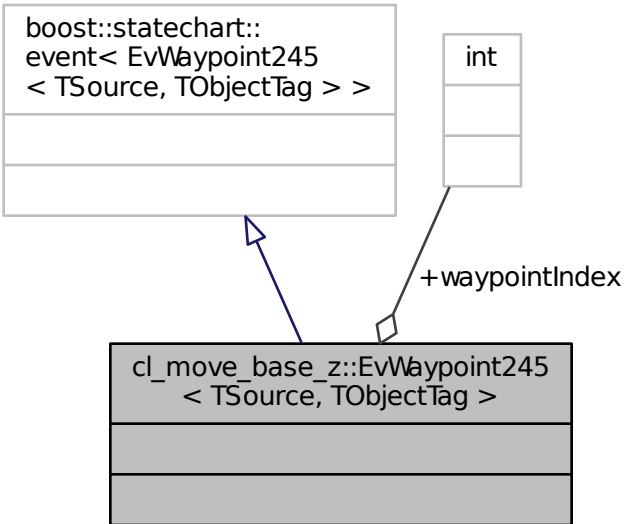 boost::statechart::
event< EvWaypoint245
< TSource, TObjectTag > >
int
+waypointIndex
cl_move_base_z::EvWaypoint245
< TSource, TObjectTag >